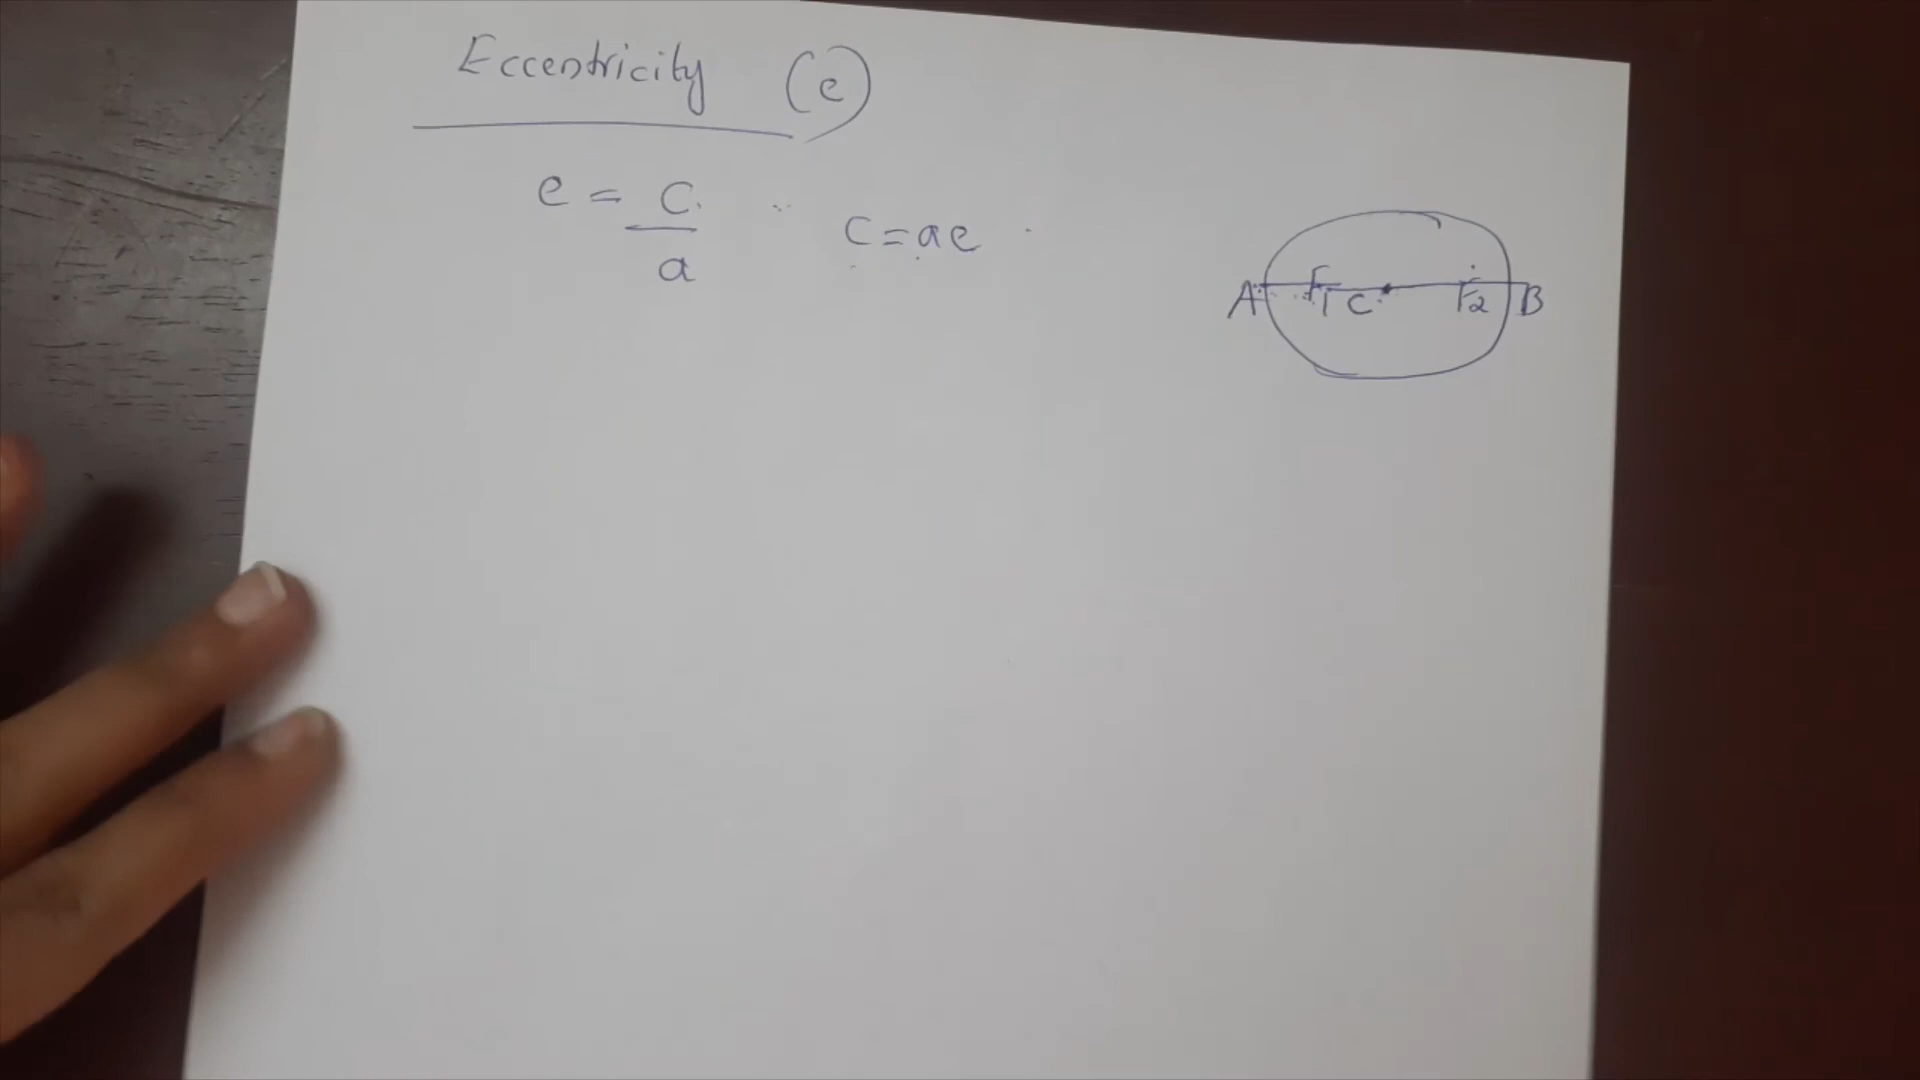 Eccentricity (e)
e = c/a
c = ae
A F1 C F2 B